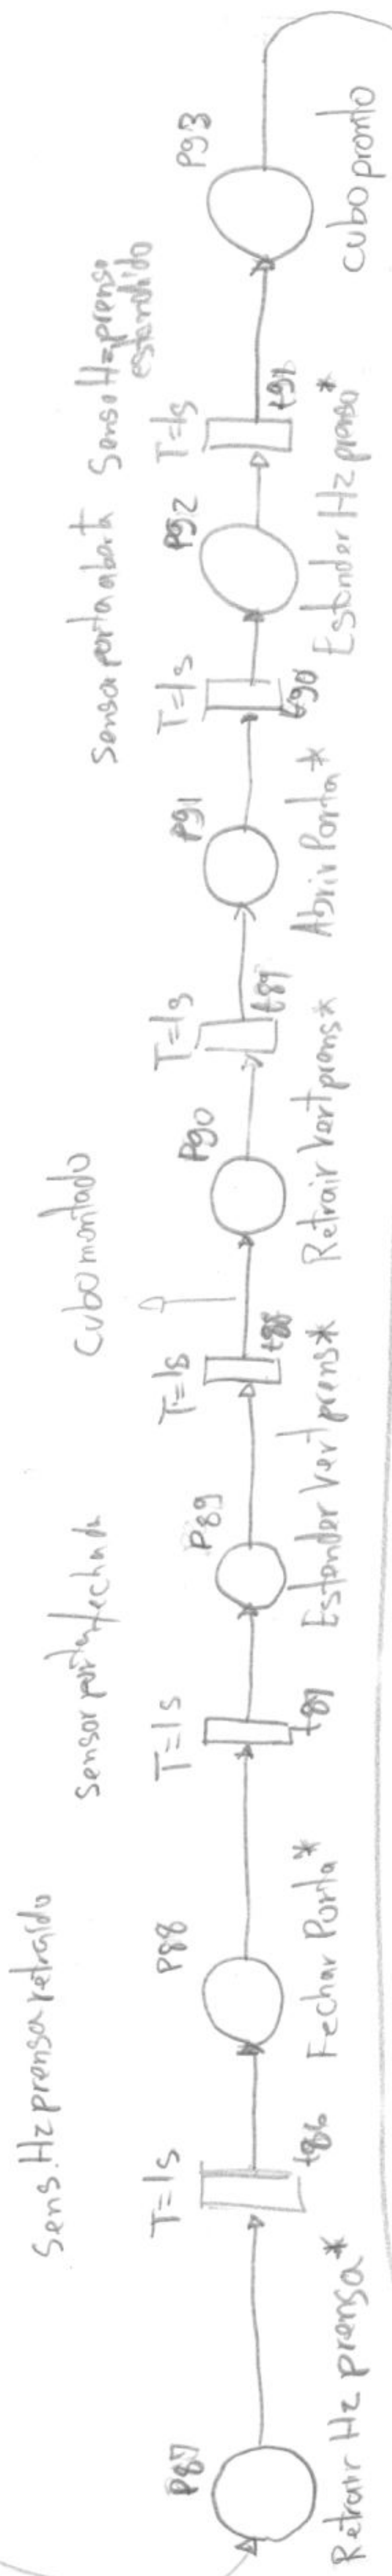 Sens. Hz prensa retraido
sensor porta fechada
Cubo montado
Sensor porta aberta
Senso Hz prensa
estendido
T=1s
T=1s
T=1s
T=1s
T=1s
T=1s
P87
P88
P89
P90
P91
P92
P93
t86
t87
t88
t89
t90
t91
Retrair Hz prensa*
Fechar Porta*
Estender Vert prens*
Retrair Vert prens*
Abrir Porta*
Estender Hz prensa*
cubo pronto